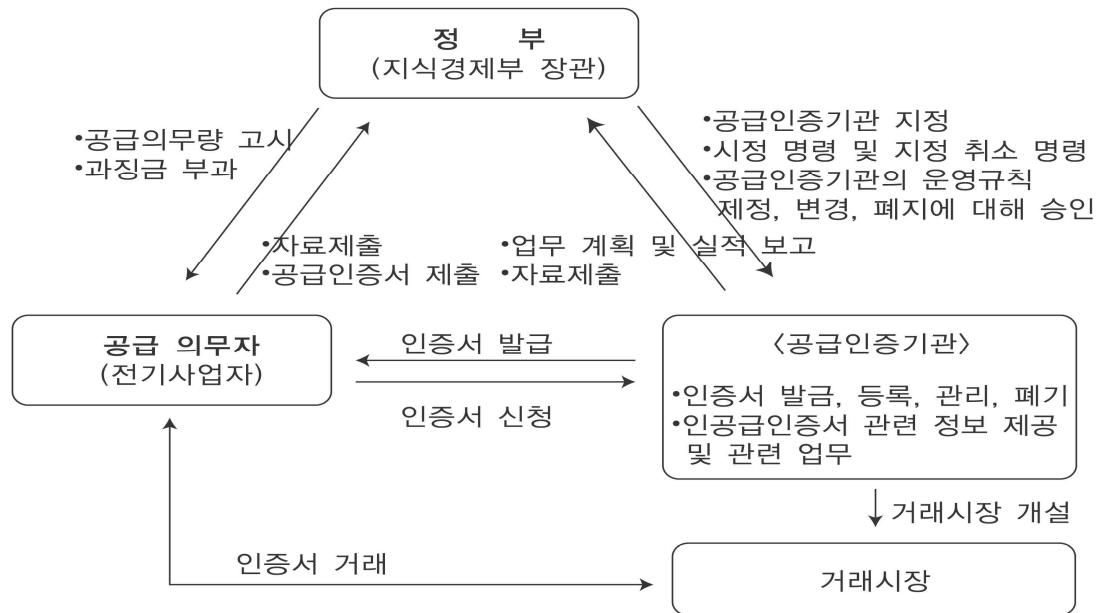 정 부
(지식경제부 장관)
•공급의무량 고시
•과징금 부과
•공급인증기관 지정
•시정 명령 및 지정 취소 명령
•공급인증기관의 운영규칙
제정, 변경, 폐지에 대해 승인
•자료제출
•공급인증서 제출
•업무 계획 및 실적 보고
•자료제출
공급 의무자
(전기사업자)
인증서 발급
인증서 신청
〈공급인증기관〉
•인증서 발금, 등록, 관리, 폐기
•인공급인증서 관련 정보 제공
및 관련 업무
거래시장 개설
인증서 거래
거래시장